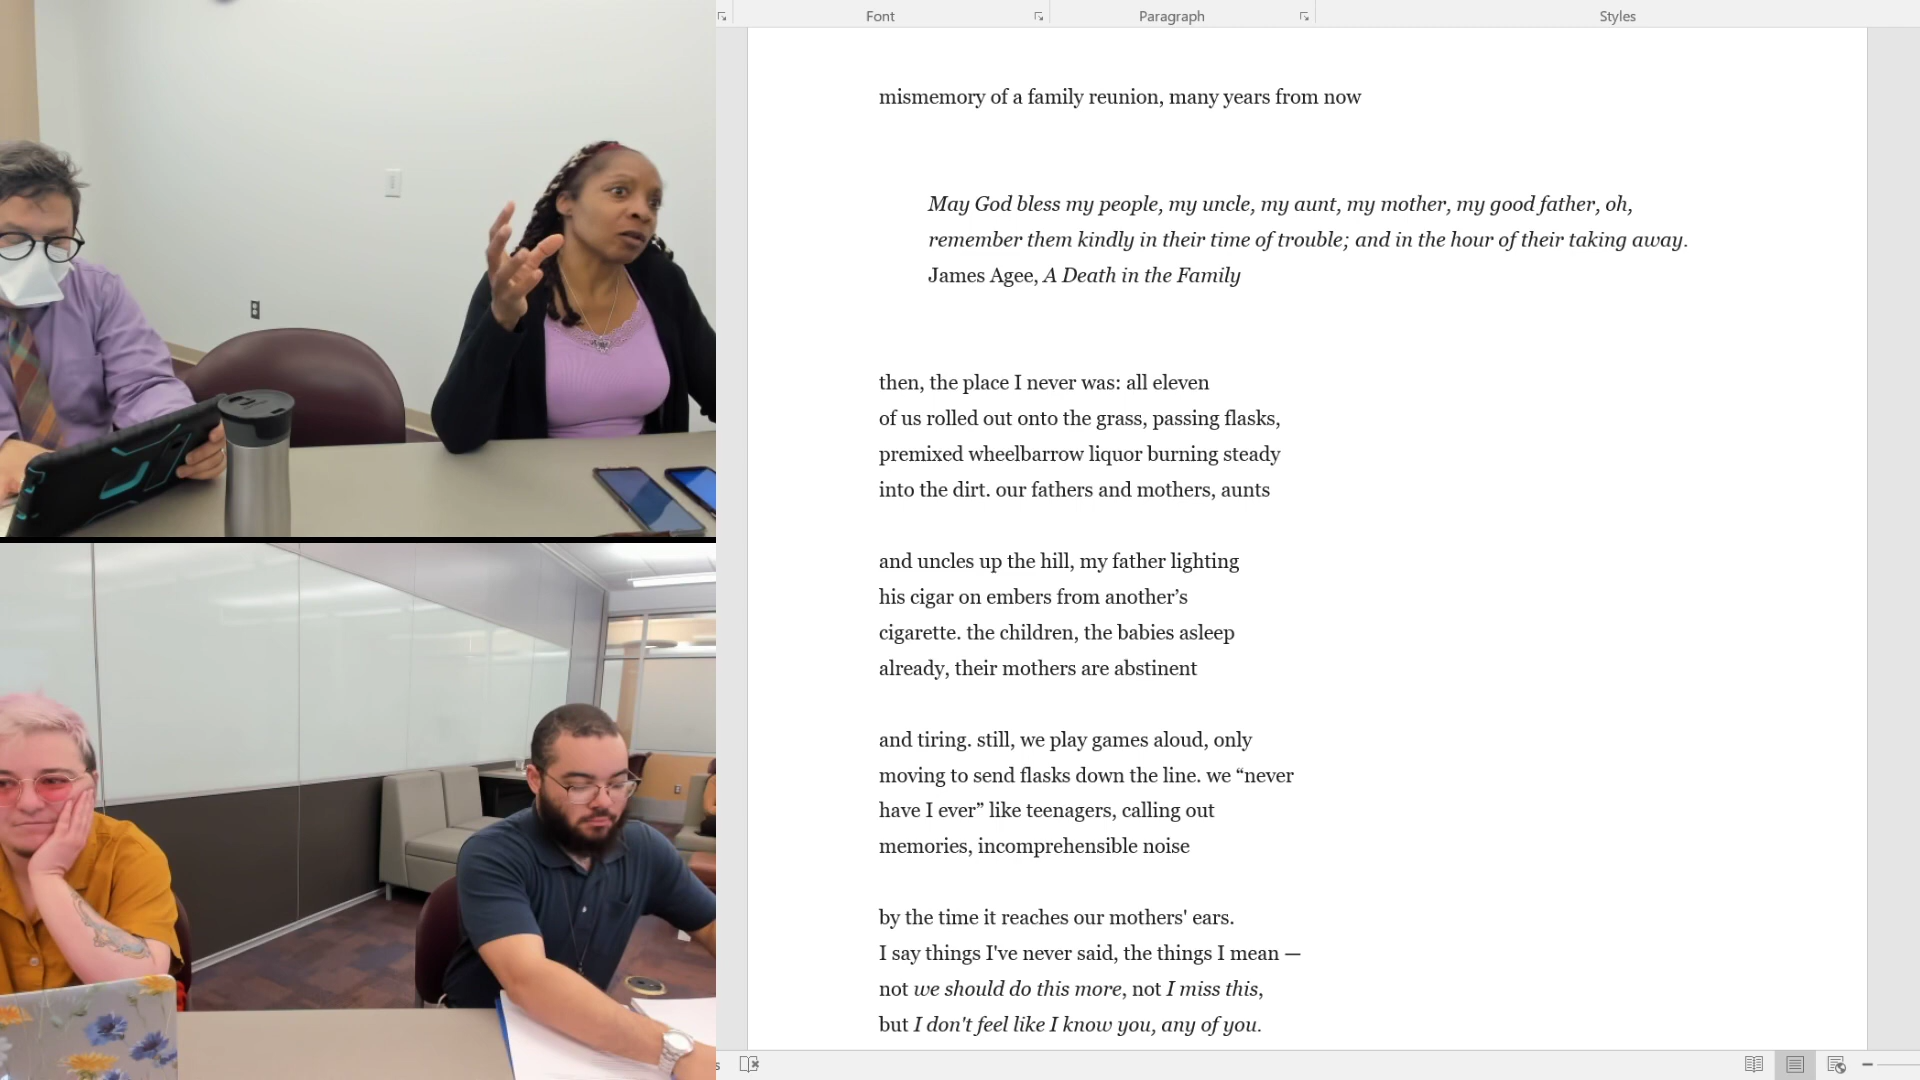 Font Paragraph Styles
mismemory of a family reunion, many years from now
May God bless my people, my uncle, my aunt, my mother, my good father, oh,
remember them kindly in their time of trouble; and in the hour of their taking away.
James Agee, A Death in the Family
then, the place I never was: all eleven
of us rolled out onto the grass, passing flasks,
premixed wheelbarrow liquor burning steady
into the dirt. our fathers and mothers, aunts
and uncles up the hill, my father lighting
his cigar on embers from another’s
cigarette. the children, the babies asleep
already, their mothers are abstinent
and tiring. still, we play games aloud, only
moving to send flasks down the line. we “never
have I ever” like teenagers, calling out
memories, incomprehensible noise
by the time it reaches our mothers' ears.
I say things I've never said, the things I mean —
not we should do this more, not I miss this,
but I don't feel like I know you, any of you.